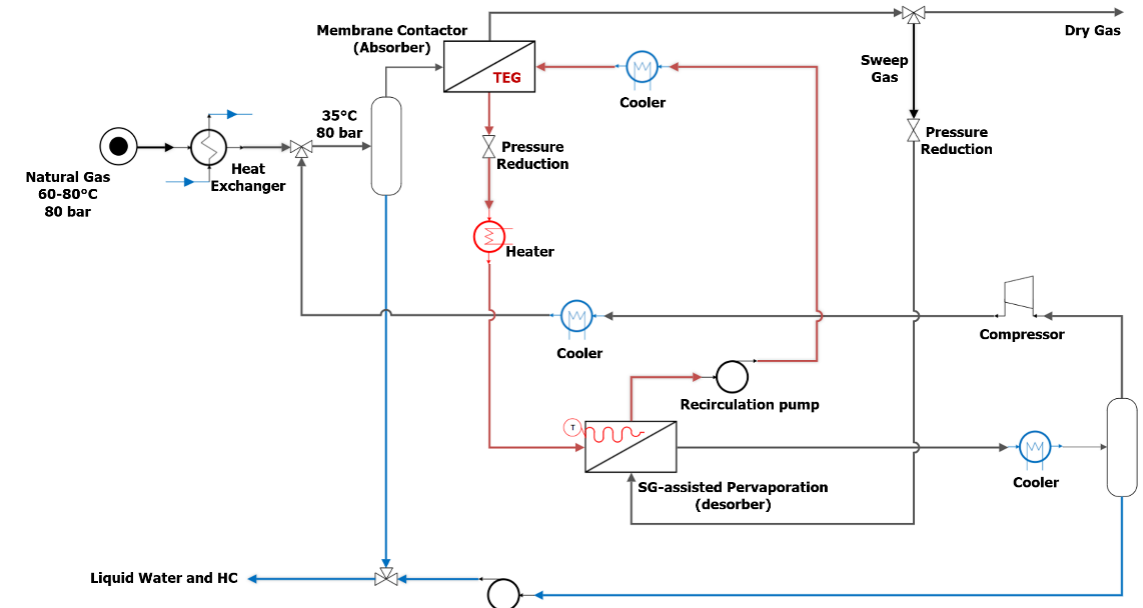 Membrane Contactor
(Absorber)
TEG
Dry Gas
Sweep
Gas
Cooler
35°C
80 bar
Pressure
Reduction
Pressure
Reduction
Natural Gas
60-80°C
80 bar
Heat
Exchanger
Heater
Compressor
Cooler
Recirculation pump
T
SG-assisted Pervaporation
(desorber)
Cooler
Liquid Water and HC